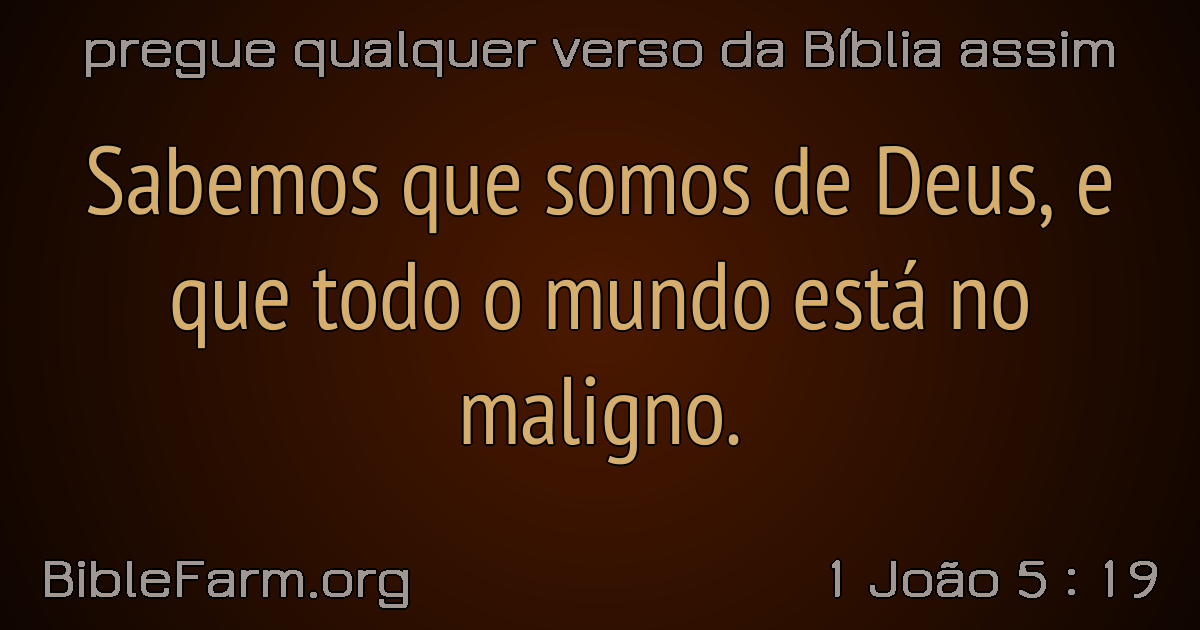 pregue qualquer verso da Bíblia assim
Sabemos que somos de Deus, e
que todo o mundo está no
maligno.
BibleFarm.org
1 João 5 : 19